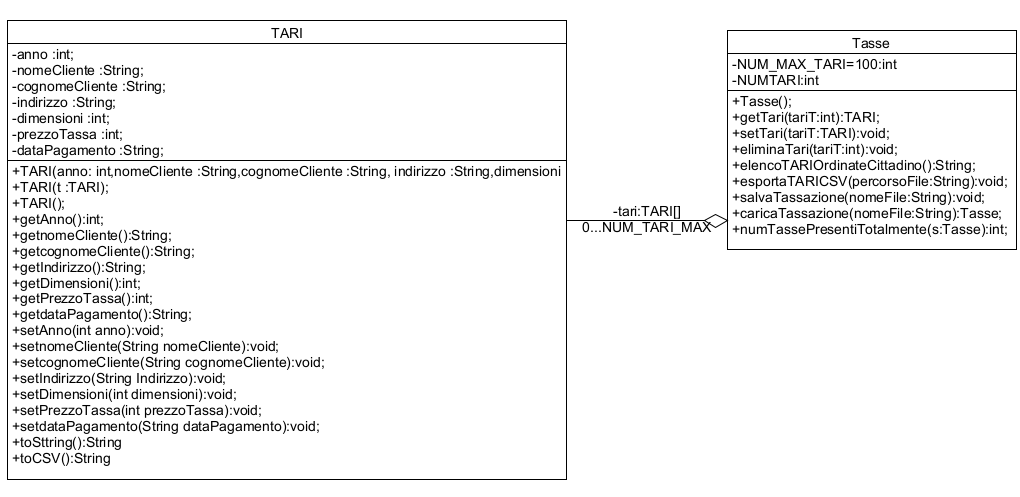 TARI
-anno :int;
-nomeCliente :String;
-cognomeCliente :String;
-indirizzo :String;
-dimensioni :int;
-prezzoTassa :int;
-dataPagamento :String;
+TARI(anno: int,nomeCliente :String,cognomeCliente :String, indirizzo :String,dimensioni
+TARI(t :TARI);
+TARI();
+getAnno():int;
+getnomeCliente():String;
+getcognomeCliente():String;
+getIndirizzo():String;
+getDimensioni():int;
+getPrezzoTassa():int;
+getdataPagamento():String;
+setAnno(int anno):void;
+setnomeCliente(String nomeCliente):void;
+setcognomeCliente(String cognomeCliente):void;
+setIndirizzo(String Indirizzo):void;
+setDimensioni(int dimensioni):void;
+setPrezzoTassa(int prezzoTassa):void;
+setdataPagamento(String dataPagamento):void;
+toSttring():String
+toCSV():String
-tari:TARI[]
0...NUM_TARI_MAX
Tasse
-NUM_MAX_TARI=100:int
-NUMTARI:int
+Tasse();
+getTari(tariT:int):TARI;
+setTari(tariT:TARI):void;
+eliminaTari(tariT:int):void;
+elencoTARIOrdinateCittadino():String;
+esportaTARICSV(percorsoFile:String):void;
+salvaTassazione(nomeFile:String):void;
+caricaTassazione(nomeFile:String):Tasse;
+numTassePresentiTotalmente(s:Tasse):int;